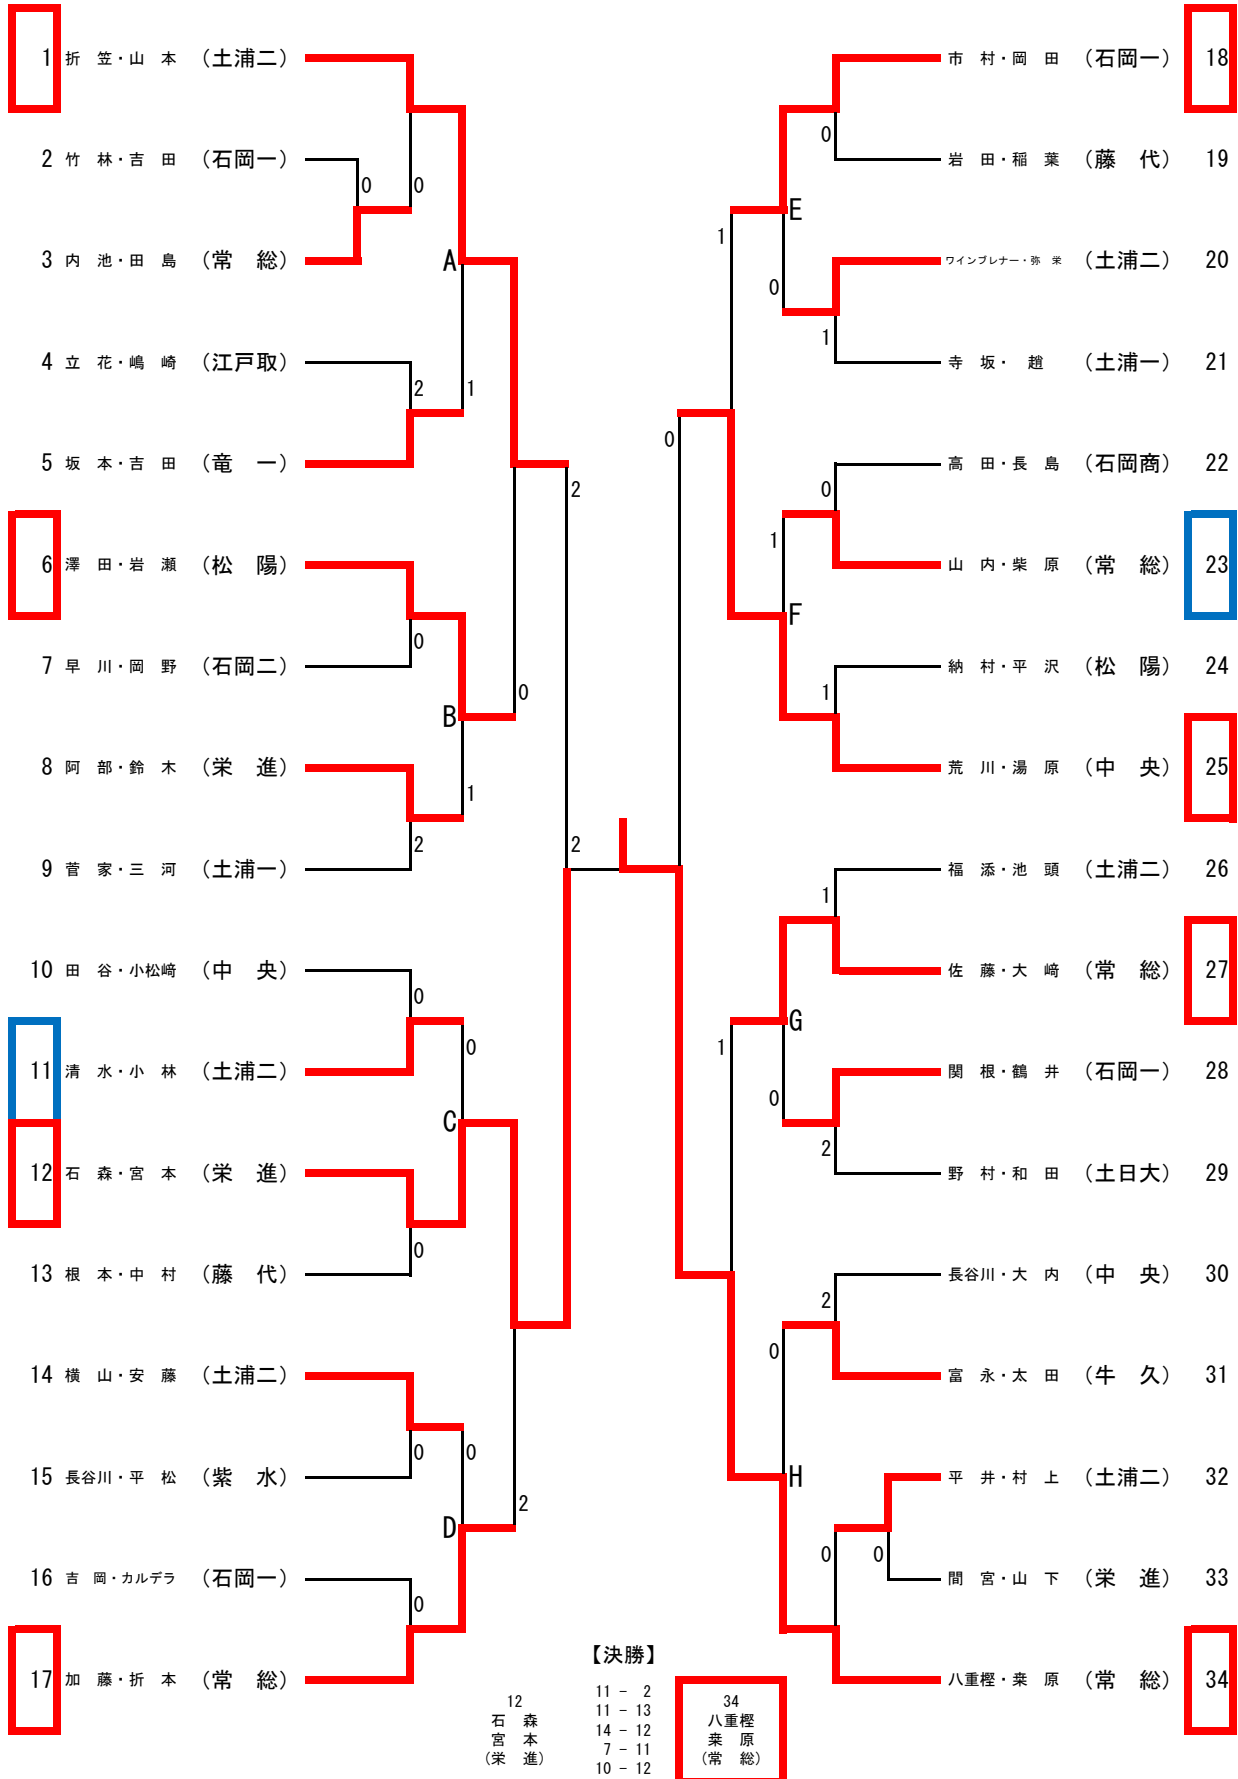 1 折 笠・山 本 （土浦二）
2 竹 林・吉 田 （石岡一）
0
0
3 内 池・田 島 （常 総）
A
4 立 花・嶋 崎 （江戸取）
2
1
5 坂 本・吉 田 （竜 一）
2
6 澤 田・岩 瀬 （松 陽）
0
7 早 川・岡 野 （石岡二）
0
B
8 阿 部・鈴 木 （栄 進）
1
2
2
9 菅 家・三 河 （土浦一）
10 田 谷・小松﨑 （中 央）
0
0
11 清 水・小 林 （土浦二）
C
12 石 森・宮 本 （栄 進）
0
13 根 本・中 村 （藤 代）
14 横 山・安 藤 （土浦二）
0
0
15 長谷川・平 松 （紫 水）
2
D
16 吉 岡・カルデラ （石岡一）
0
17 加 藤・折 本 （常 総）
市 村・岡 田 （石岡一） 18
0
岩 田・稲 葉 （藤 代） 19
E
1
ワインブレナー・弥 栄 （土浦二） 20
0
1
寺 坂・ 趙 （土浦一） 21
0
高 田・長 島 （石岡商） 22
0
1
山 内・柴 原 （常 総） 23
F
納 村・平 沢 （松 陽） 24
1
荒 川・湯 原 （中 央） 25
福 添・池 頭 （土浦二） 26
1
佐 藤・大 﨑 （常 総） 27
G
1
関 根・鶴 井 （石岡一） 28
0
2
野 村・和 田 （土日大） 29
長谷川・大 内 （中 央） 30
2
0
富 永・太 田 （牛 久） 31
H
平 井・村 上 （土浦二） 32
0
0
間 宮・山 下 （栄 進） 33
八重樫・桒 原 （常 総） 34
【決勝】
12
石 森
宮 本
（栄 進）
11 － 2
11 － 13
14 － 12
7 － 11
10 － 12
34
八重樫
桒 原
（常 総）